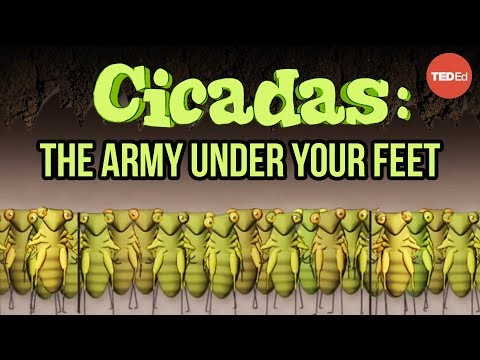 TEDEd
Cicadas:
THE ARMY UNDER YOUR FEET